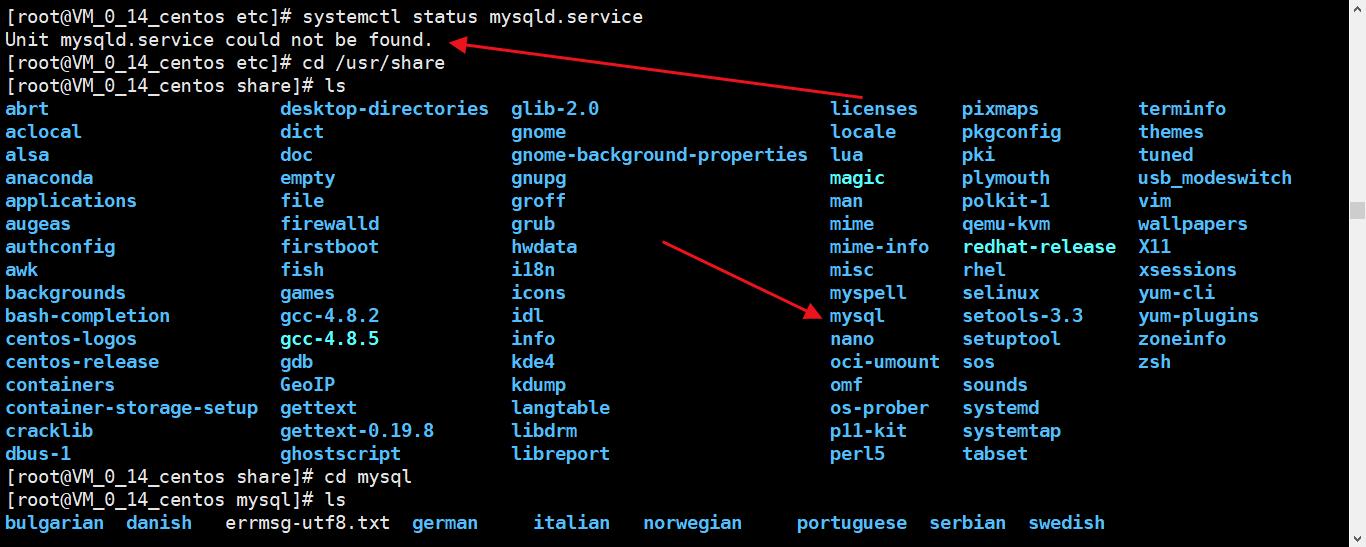 [root@VM_0_14_centos etc]# systemctl status mysqld.service
Unit mysqld.service could not be found.
[root@VM_0_14_centos etc]# cd /usr/share
[root@VM_0_14_centos share]# ls
abrt desktop-directories glib-2.0 licenses pixmaps terminfo
aclocal dict gnome locale pkgconfig themes
alsa doc gnome-background-properties lua pki tuned
anaconda empty gnupg magic plymouth usb_modeswitch
applications file groff man polkit-1 vim
augeas firewalld grub mime qemu-kvm wallpapers
authconfig firstboot hwdata mime-info redhat-release X11
awk fish i18n misc rhel xsessions
backgrounds games icons myspell selinux yum-cli
bash-completion gcc-4.8.2 idl mysql setools-3.3 yum-plugins
centos-logos gcc-4.8.5 info nano setuptool zoneinfo
centos-release gdb kde4 oci-umount sos zsh
containers GeoIP kdump omf sounds
container-storage-setup gettext langtable os-prober systemd
cracklib gettext-0.19.8 libdrm p11-kit systemtap
dbus-1 ghostscript libreport perl5 tabset
[root@VM_0_14_centos share]# cd mysql
[root@VM_0_14_centos mysql]# ls
bulgarian danish errmsg-utf8.txt german italian norwegian portuguese serbian swedish